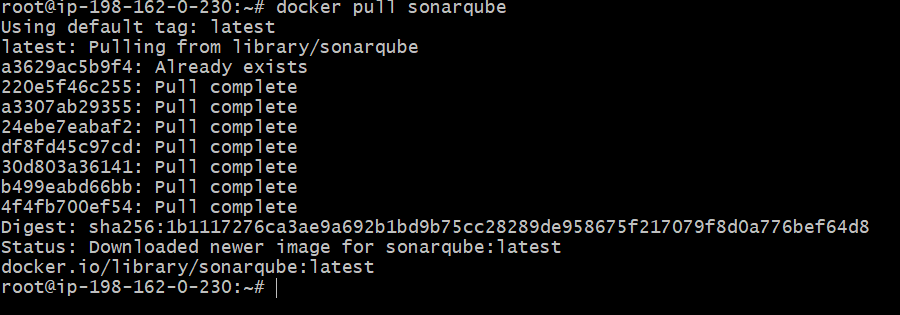 root@ip-198-162-0-230:~# docker pull sonarqube
Using default tag: latest
latest: Pulling from library/sonarqube
a3629ac5b9f4: Already exists
220e5f46c255: Pull complete
a3307ab29355: Pull complete
24ebe7eabaf2: Pull complete
df8fd45c97cd: Pull complete
30d803a36141: Pull complete
b499eabd66bb: Pull complete
4f4fb700ef54: Pull complete
Digest: sha256:1b1117276ca3ae9a692b1bd9b75cc28289de958675f217079f8d0a776bef64d8
Status: Downloaded newer image for sonarqube:latest
docker.io/library/sonarqube:latest
root@ip-198-162-0-230:~#